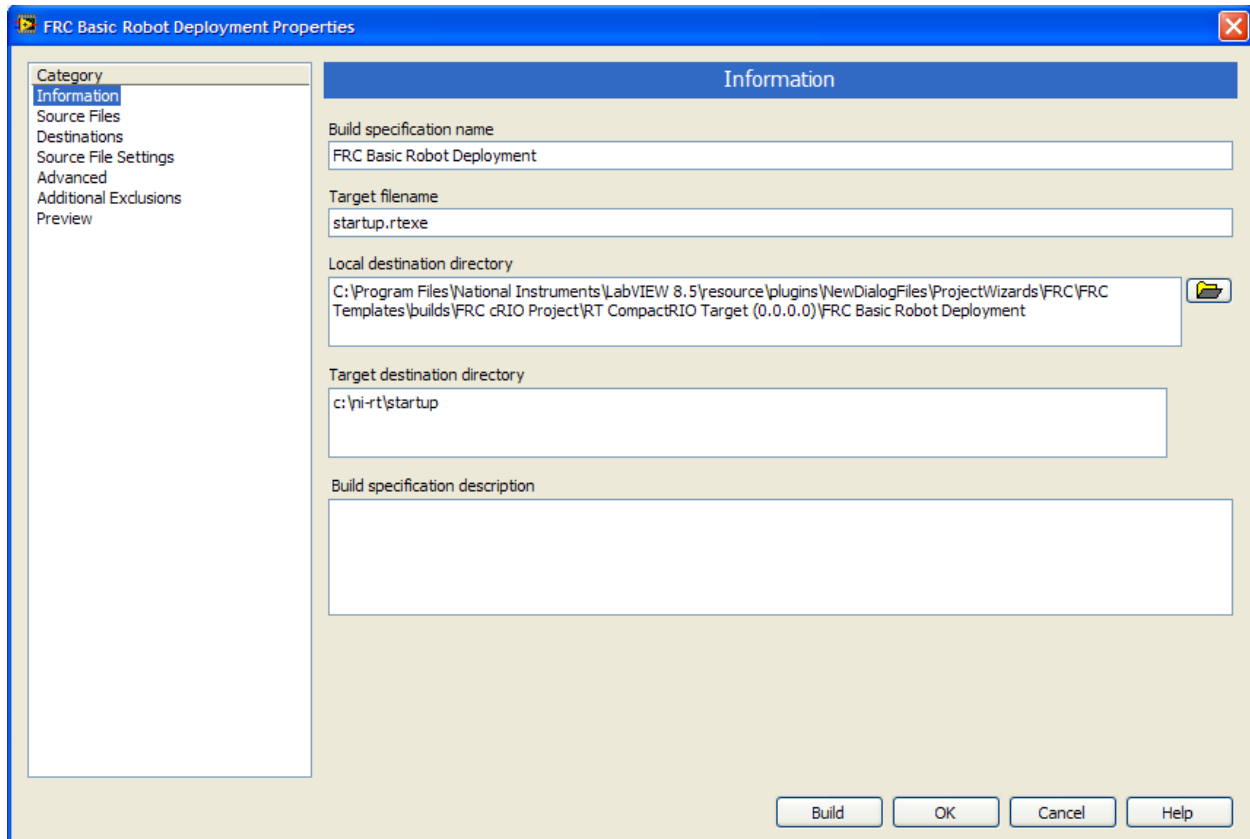 FRC Basic Robot Deployment Properties
Category
Information
Source Files
Destinations
Source File Settings
Advanced
Additional Exclusions
Preview
Information
Build specification name
FRC Basic Robot Deployment
Target filename
startup.rtexe
Local destination directory
C:\Program Files\National Instruments\LabVIEW 8.5\resource\plugins\NewDialogFiles\ProjectWizards\FRC\FRC
Templates\builds\FRC cRIO Project\RT CompactRIO Target (0.0.0.0)\FRC Basic Robot Deployment
Target destination directory
c:\ni-rt\startup
Build specification description
Build
OK
Cancel
Help